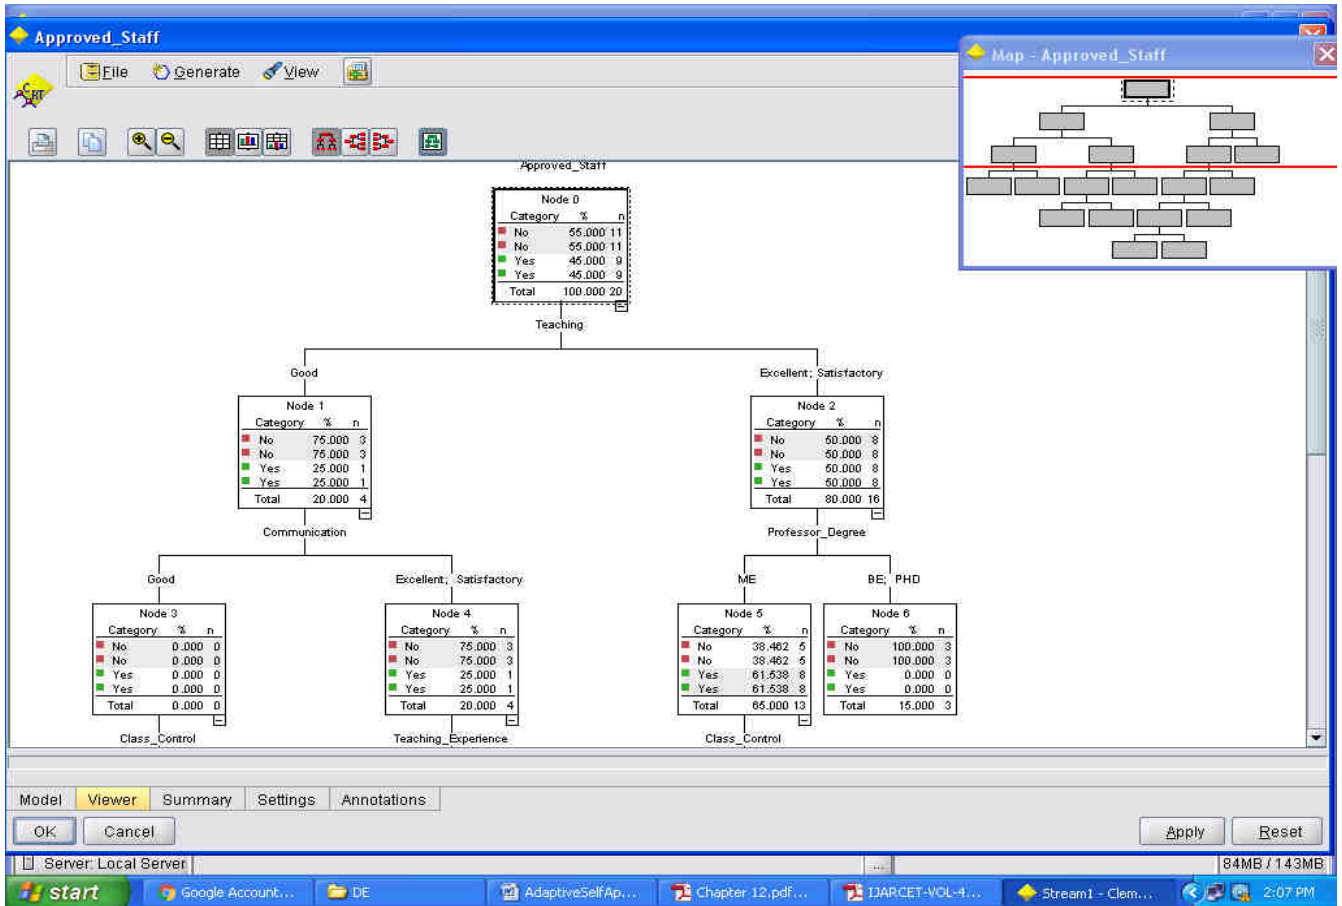 Approved_Staff
Map - Approved_Staff
File Generate View
C&RT
Approved_Staff
Node 0
Category % n
No 55.000 11
No 55.000 11
Yes 45.000 9
Yes 45.000 9
Total 100.000 20
Teaching
Good
Excellent; Satisfactory
Node 1
Category % n
No 75.000 3
No 75.000 3
Yes 25.000 1
Yes 25.000 1
Total 20.000 4
Node 2
Category % n
No 50.000 8
No 50.000 8
Yes 50.000 8
Yes 50.000 8
Total 80.000 16
Communication
Professor_Degree
Good
Excellent; Satisfactory
ME
BE; PHD
Node 3
Category % n
No 0.000 0
No 0.000 0
Yes 0.000 0
Yes 0.000 0
Total 0.000 0
Node 4
Category % n
No 75.000 3
No 75.000 3
Yes 25.000 1
Yes 25.000 1
Total 20.000 4
Node 5
Category % n
No 38.462 5
No 38.462 5
Yes 61.538 8
Yes 61.538 8
Total 65.000 13
Node 6
Category % n
No 100.000 3
No 100.000 3
Yes 0.000 0
Yes 0.000 0
Total 15.000 3
Class_Control
Teaching_Experience
Class_Control
Model Viewer Summary Settings Annotations
OK Cancel Apply Reset
Server: Local Server ... 84MB / 143MB
start Google Account... DE AdaptiveSelfAp... Chapter 12.pdf... IJARCET-VOL-4... Stream1 - Clem... 2:07 PM